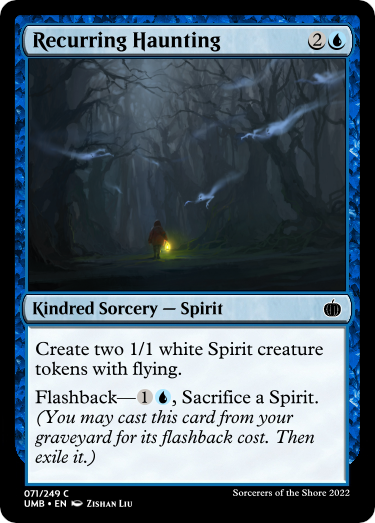 Recurring Haunting 2
Kindred Sorcery — Spirit
Create two 1/1 white Spirit creature
tokens with flying.
Flashback—1, Sacrifice a Spirit.
(You may cast this card from your
graveyard for its flashback cost. Then
exile it.)
071/249 C
UMB • EN Zishan Liu
Sorcerers of the Shore 2022